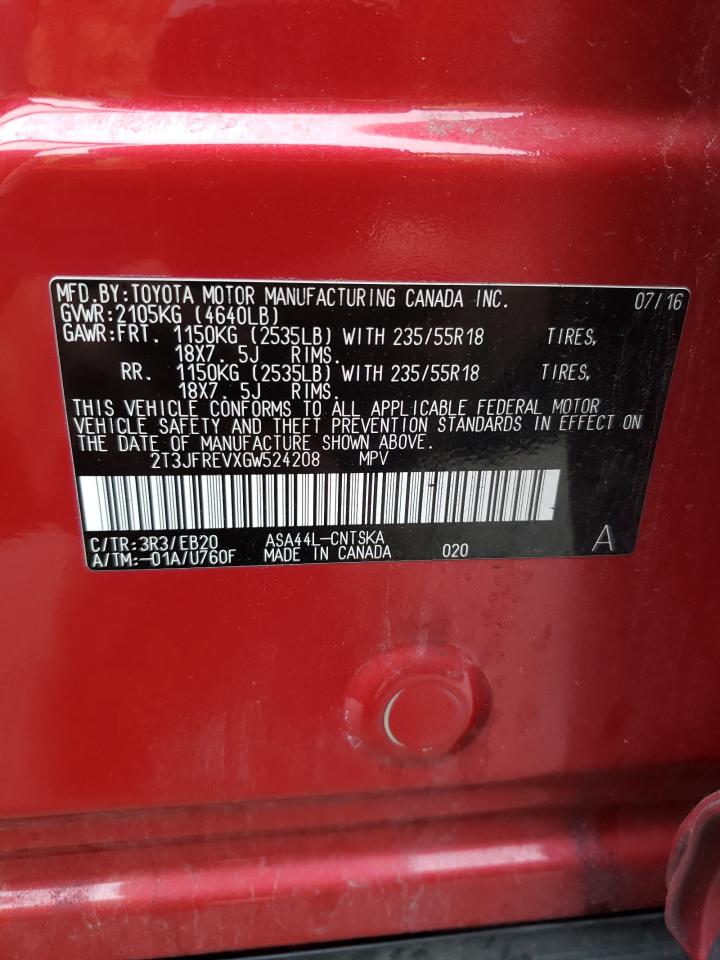 MFD.BY:TOYOTA MOTOR MANUFACTURING CANADA INC. 07/16
GVWR:2105KG (4640LB)
GAWR:FRT. 1150KG (2535LB) WITH 235/55R18 TIRES,
18X7. 5J RIMS.
RR. 1150KG (2535LB) WITH 235/55R18 TIRES,
18X7. 5J RIMS.
THIS VEHICLE CONFORMS TO ALL APPLICABLE FEDERAL MOTOR
VEHICLE SAFETY AND THEFT PREVENTION STANDARDS IN EFFECT ON
THE DATE OF MANUFACTURE SHOWN ABOVE.
2T3JFREVXGW524208 MPV
C/TR:3R3/EB20 ASA44L-CNTSKA
A/TM:-01A/U760F MADE IN CANADA 020 A